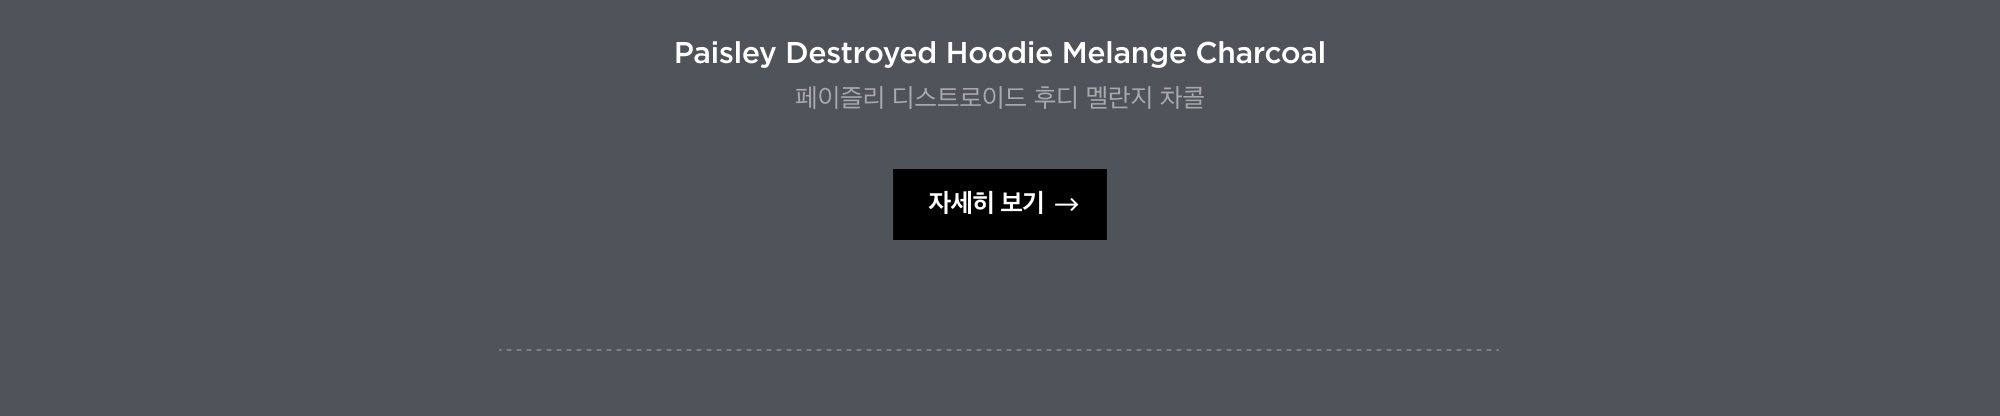 Paisley Destroyed Hoodie Melange Charcoal
페이즐리 디스트로이드 후디 멜란지 차콜
자세히 보기 →